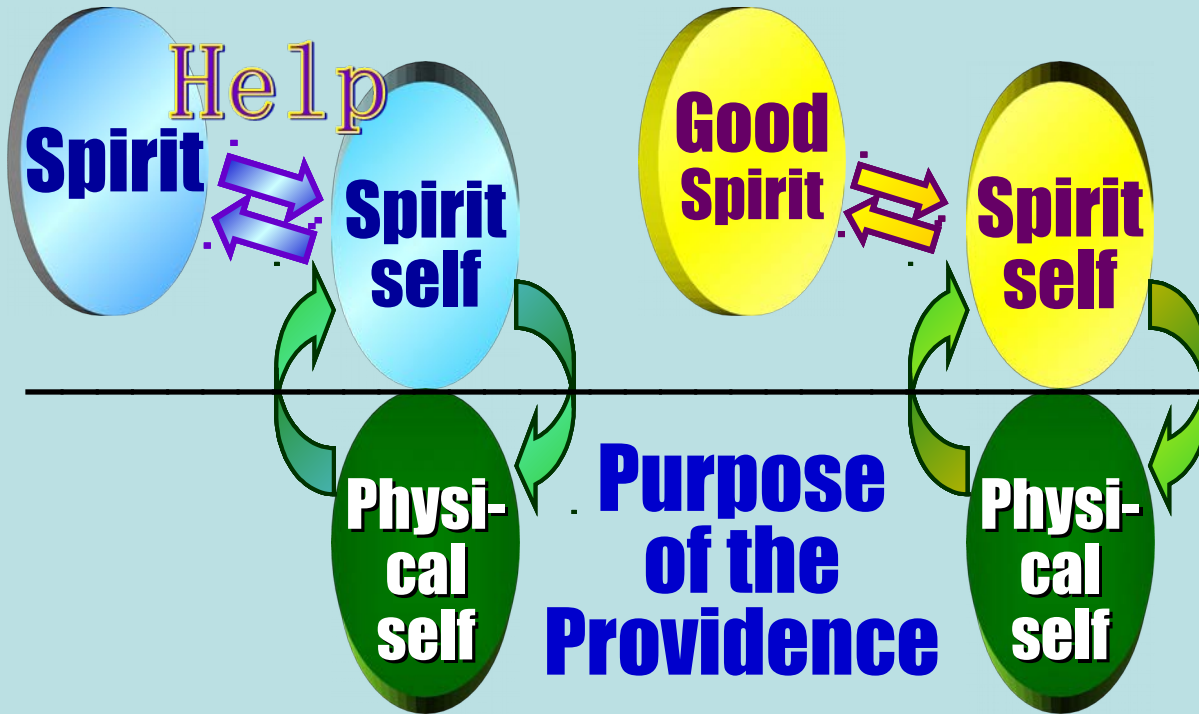 Help
Spirit
Spirit
self
Physi-
cal
self
Good
Spirit
Spirit
self
Physi-
cal
self
Purpose
of the
Providence